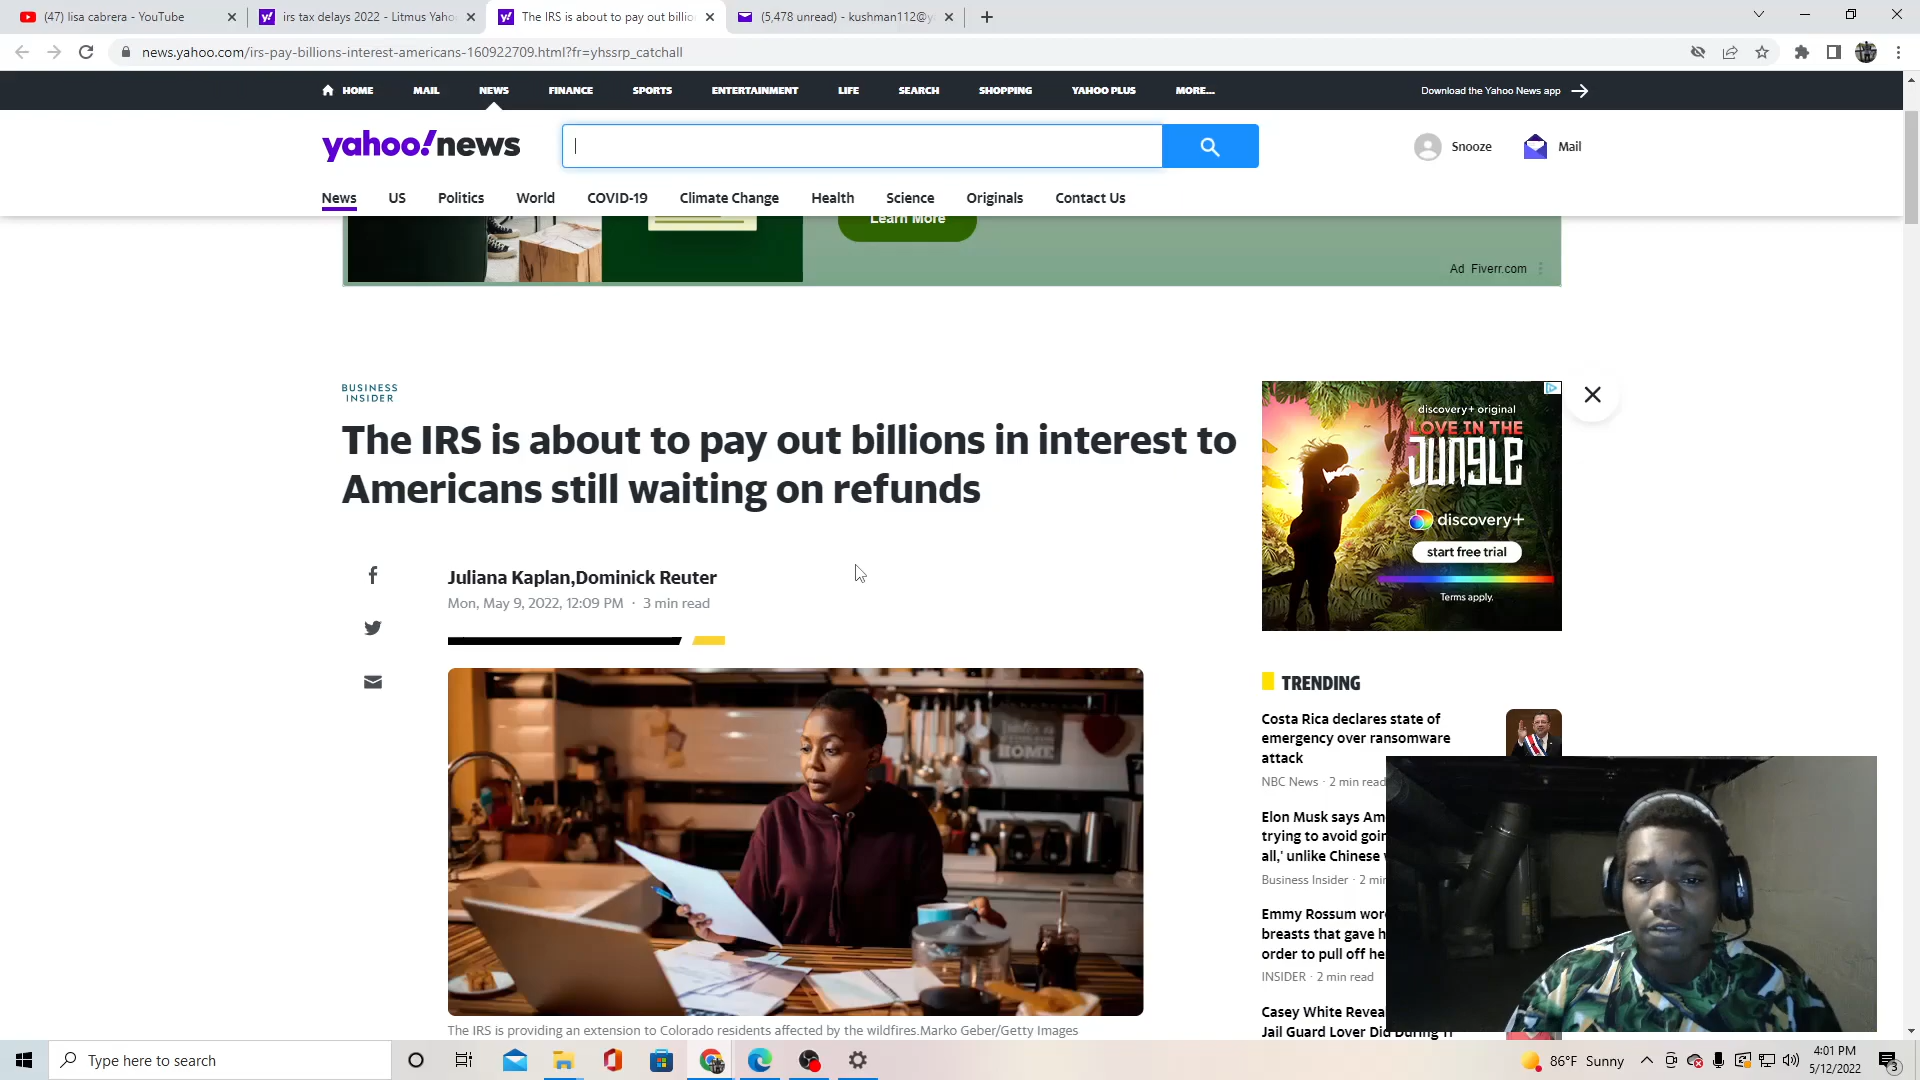 (47) lisa cabrera - YouTube
irs tax delays 2022 - Litmus Yaho
The IRS is about to pay out billio
(5,478 unread) - kushman112@y
news.yahoo.com/irs-pay-billions-interest-americans-160922709.html?fr=yhssrp_catchall
HOME MAIL NEWS FINANCE SPORTS ENTERTAINMENT LIFE SEARCH SHOPPING YAHOO PLUS MORE... Download the Yahoo News app
yahoo!news
Snooze
Mail
News US Politics World COVID-19 Climate Change Health Science Originals Contact Us
Learn More
Ad Fiverr.com
BUSINESS
INSIDER
The IRS is about to pay out billions in interest to
Americans still waiting on refunds
Juliana Kaplan,Dominick Reuter
Mon, May 9, 2022, 12:09 PM · 3 min read
HOME
The IRS is providing an extension to Colorado residents affected by the wildfires.Marko Geber/Getty Images
discovery+ original
LOVE IN THE
JUNGLE
discovery+
start free trial
Terms apply.
TRENDING
Costa Rica declares state of
emergency over ransomware
attack
NBC News · 2 min read
Elon Musk says Am
trying to avoid goin
all,' unlike Chinese
Business Insider · 2 min
Emmy Rossum wor
breasts that gave h
order to pull off he
INSIDER · 2 min read
Casey White Revea
Jail Guard Lover Did During
Type here to search
86°F Sunny
4:01 PM
5/12/2022
3